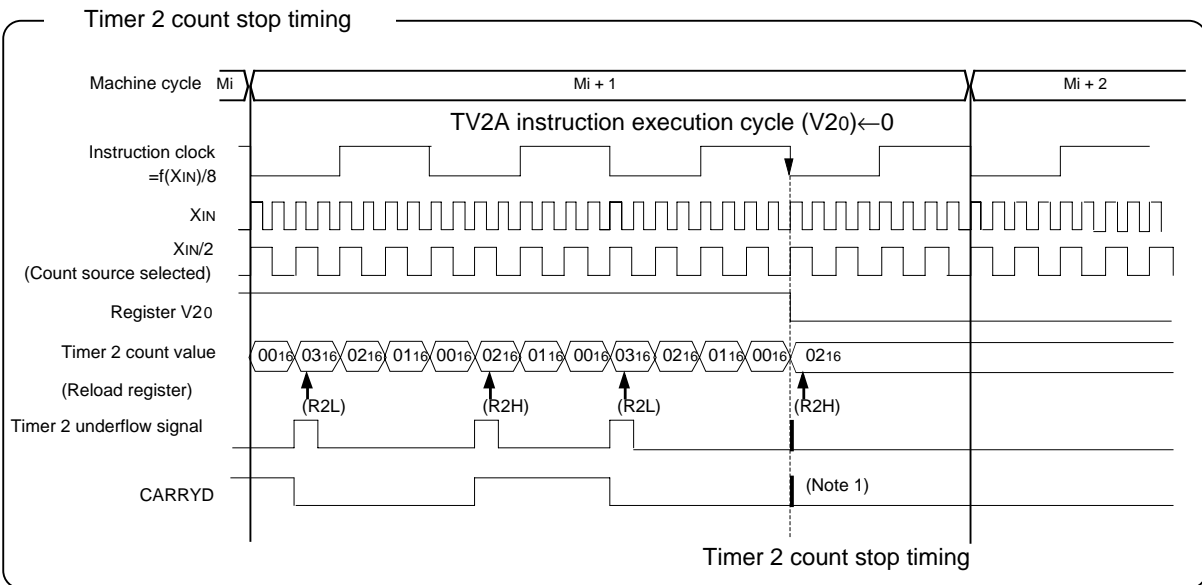 Timer 2 count stop timing
Machine cycle Mi Mi + 1 Mi + 2
TV2A instruction execution cycle (V20)←0
Instruction clock
=f(XIN)/8
XIN
XIN/2
(Count source selected)
Register V20
Timer 2 count value 0016 0316 0216 0116 0016 0216 0116 0016 0316 0216 0116 0016 0216
(Reload register) (R2L) (R2H) (R2L) (R2H)
Timer 2 underflow signal
CARRYD (Note 1)
Timer 2 count stop timing